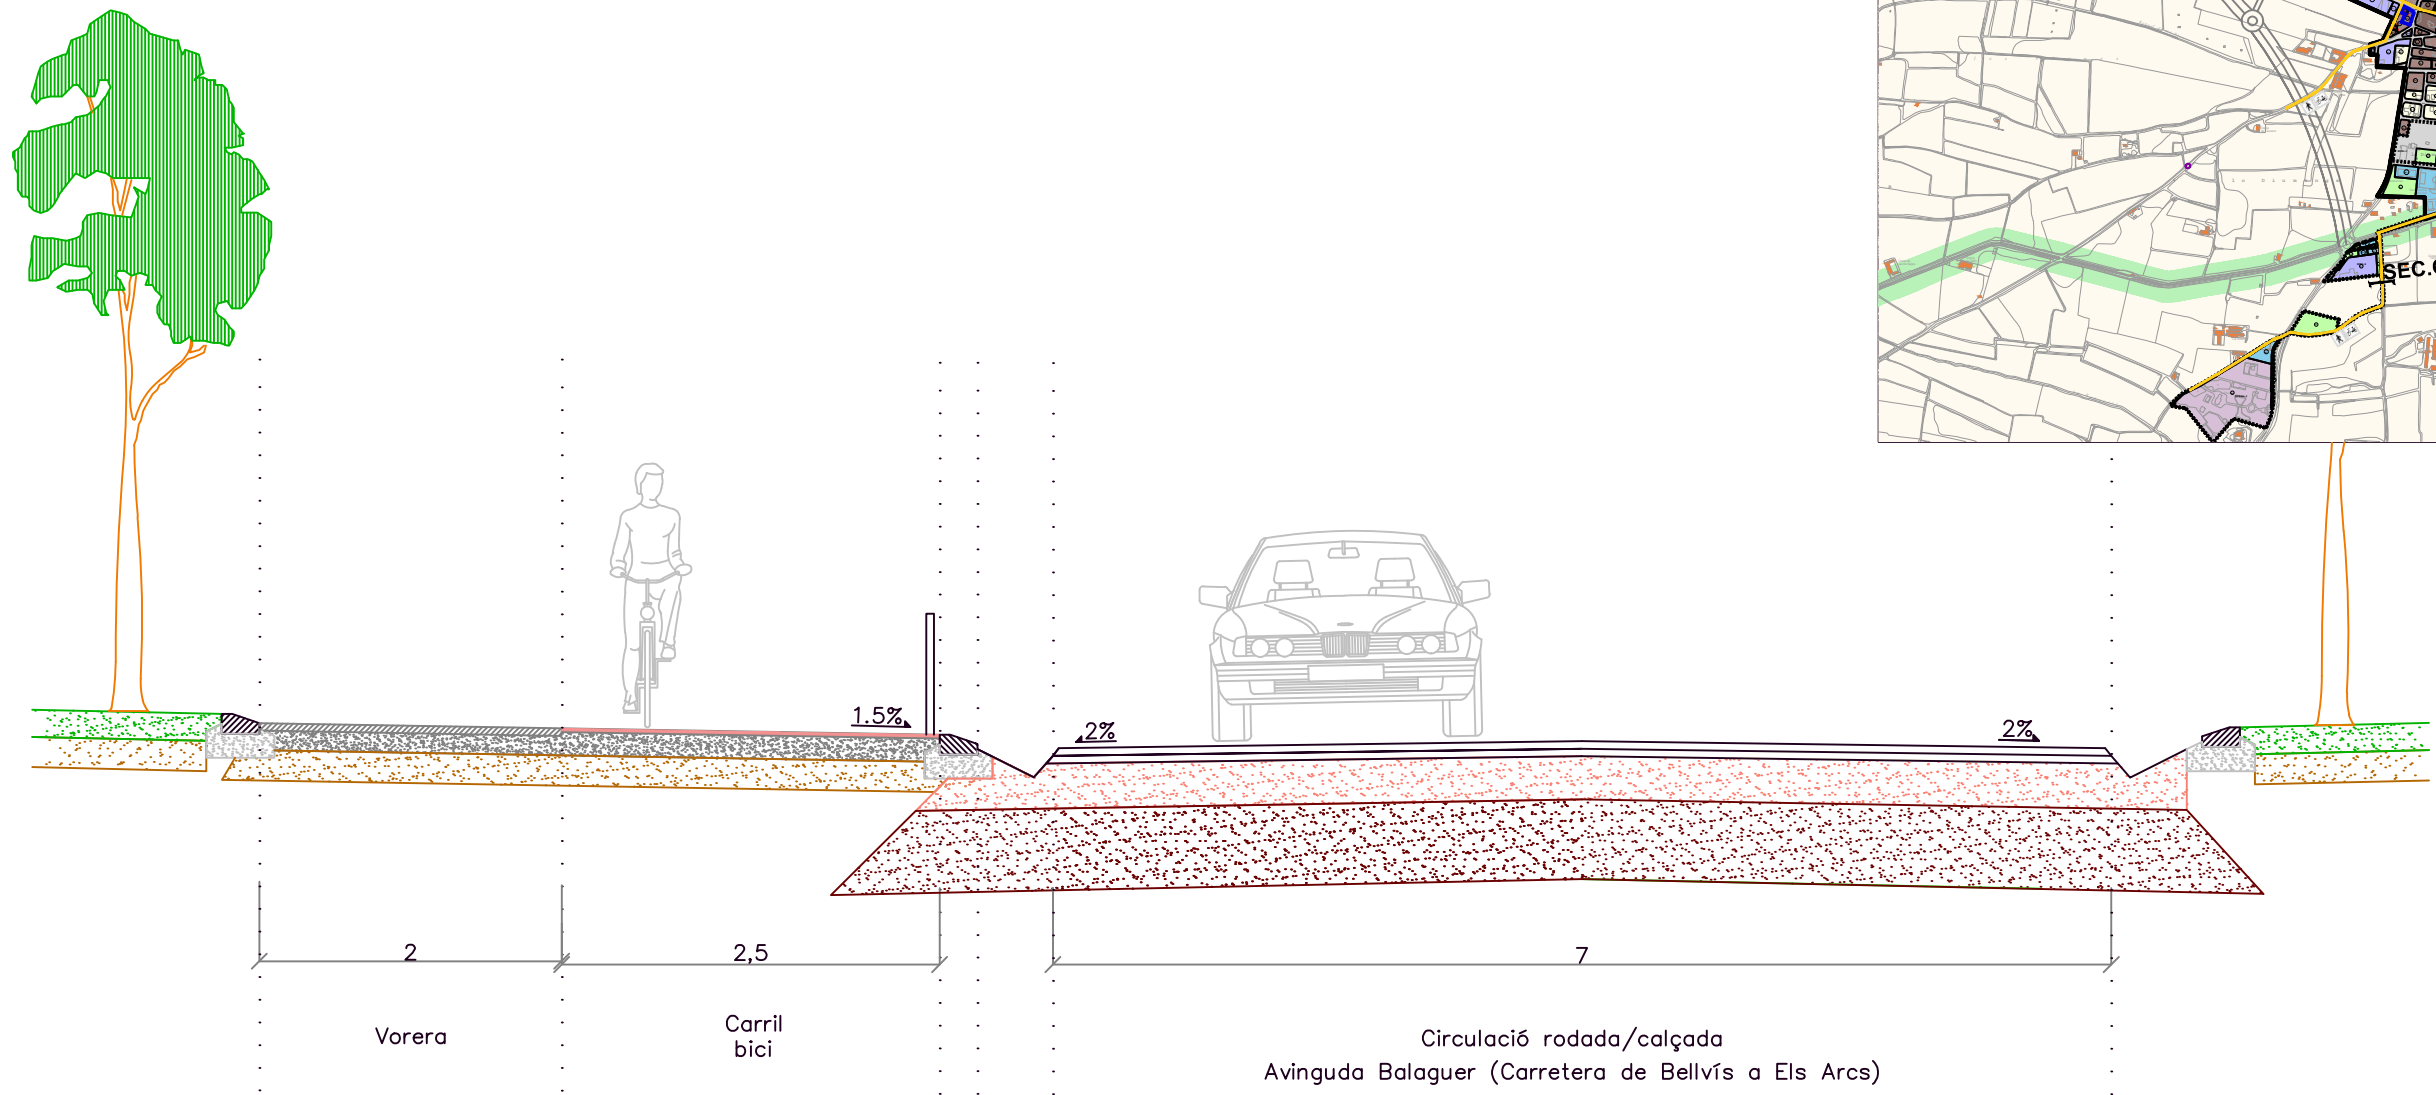 SEC.
1.5%
2%
2%
2
2,5
7
Vorera
Carril
bici
Circulació rodada/calçada
Avinguda Balaguer (Carretera de Bellvís a Els Arcs)